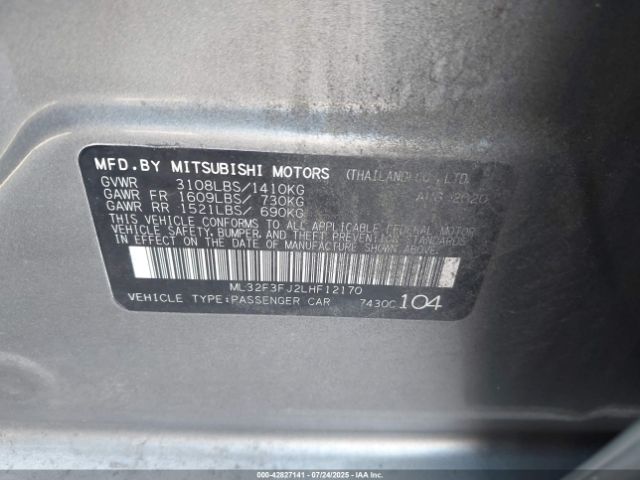 MFD.BY MITSUBISHI MOTORS (THAILAND) CO., LTD.
GVWR 3108LBS/1410KG AUG 2020
GAWR FR 1609LBS/ 730KG
GAWR RR 1521LBS/ 690KG
THIS VEHICLE CONFORMS TO ALL APPLICABLE FEDERAL MOTOR
VEHICLE SAFETY, BUMPER, AND THEFT PREVENTION STANDARDS
IN EFFECT ON THE DATE OF MANUFACTURE SHOWN ABOVE.
ML32F3FJ2LHF12170
VEHICLE TYPE:PASSENGER CAR 7430C 104
000-42827141 - 07/24/2025 - IAAI.COM